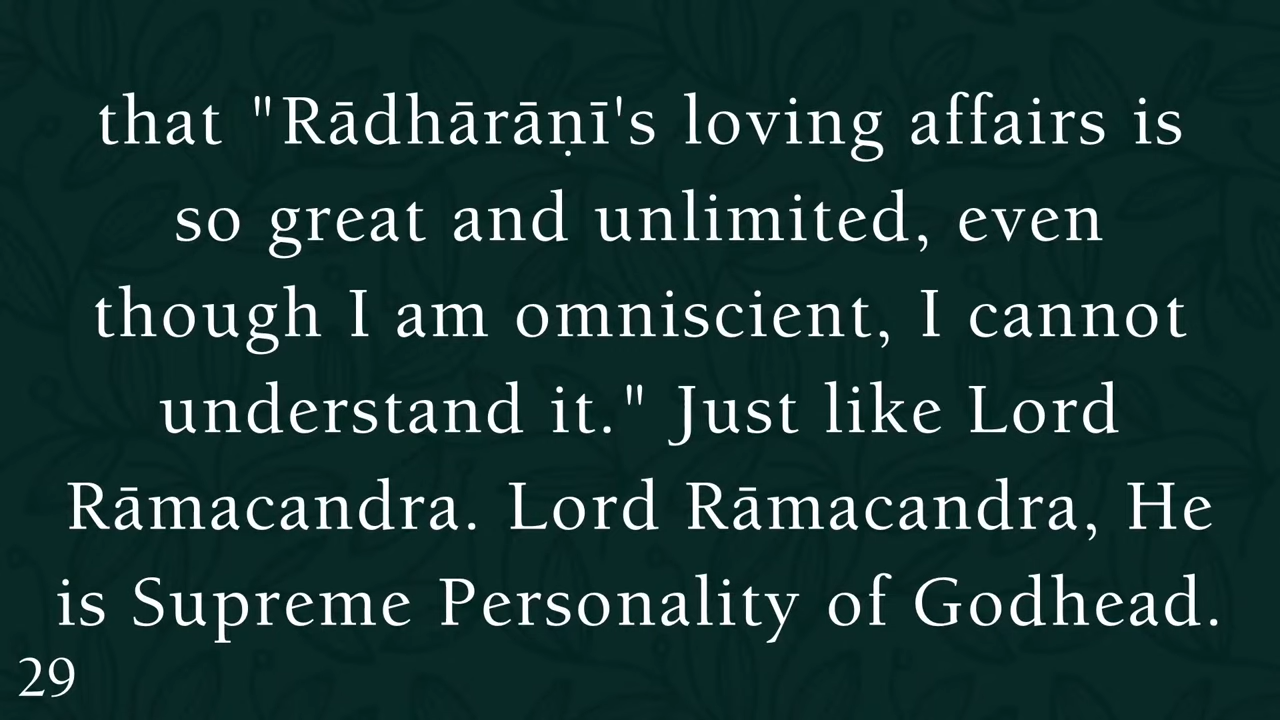 that "Rādhārāṇī's loving affairs is
so great and unlimited, even
though I am omniscient, I cannot
understand it." Just like Lord
Rāmacandra. Lord Rāmacandra, He
is Supreme Personality of Godhead.
29